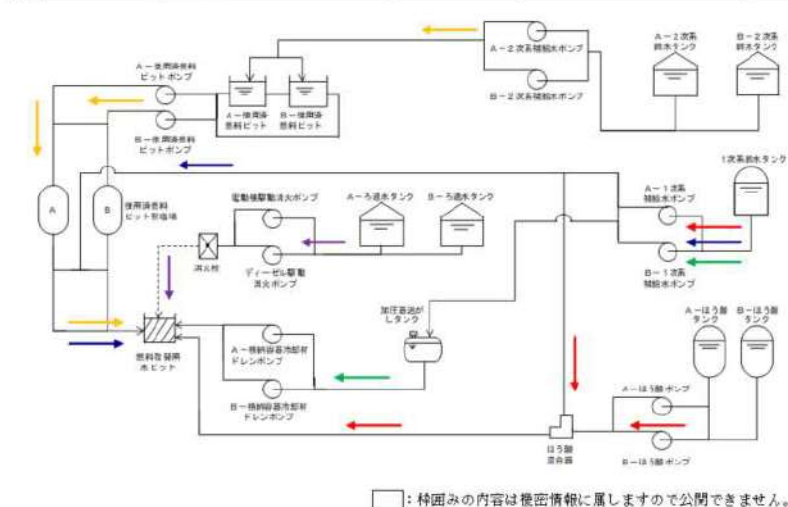 A-2次系補給水ポンプ
B-2次系補給水ポンプ
A-2次系
純水タンク
B-2次系
純水タンク
A-使用済燃料
ピットポンプ
B-使用済燃料
ピットポンプ
A-使用済
燃料ピット
B-使用済
燃料ピット
A
B
使用済燃料
ピット脱塩塔
電動機駆動消火ポンプ
ディーゼル駆動
消火ポンプ
消火栓
A-ろ過水タンク
B-ろ過水タンク
1次系純水タンク
A-1次系
補給水ポンプ
B-1次系
補給水ポンプ
加圧器逃が
しタンク
燃料取替用
水ピット
A-格納容器冷却材
ドレンポンプ
B-格納容器冷却材
ドレンポンプ
A-ほう酸
タンク
B-ほう酸
タンク
A-ほう酸ポンプ
B-ほう酸ポンプ
ほう酸
混合器
:枠囲みの内容は機密情報に属しますので公開できません。